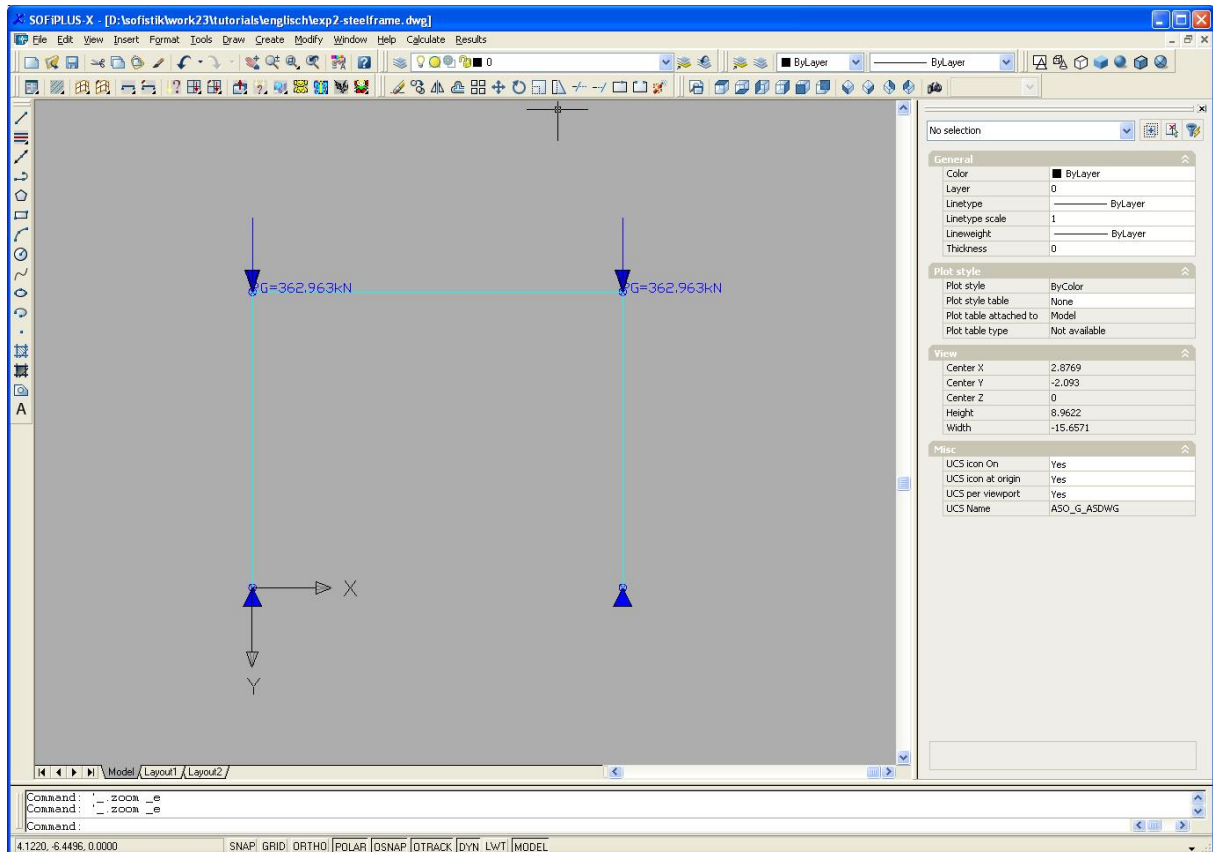 SOFiPLUS-X - [D:\sofistik\work23\tutorials\englisch\exp2-steelframe.dwg]
File Edit View Insert Format Tools Draw Create Modify Window Help Calculate Results
0
ByLayer
ByLayer
No selection
General
Color ByLayer
Layer 0
Linetype ByLayer
Linetype scale 1
Lineweight ByLayer
Thickness 0
Plot style
Plot style ByColor
Plot style table None
Plot table attached to Model
Plot table type Not available
View
Center X 2.8769
Center Y -2.093
Center Z 0
Height 8.9622
Width -15.6571
Misc
UCS icon On Yes
UCS icon at origin Yes
UCS per viewport Yes
UCS Name ASO_G_ASDWG
A
PG=362.963kN
PG=362.963kN
X
Y
Model Layout1 Layout2
Command: '_.zoom _e
Command: '_.zoom _e
Command:
4.1220, -6.4496, 0.0000 SNAP GRID ORTHO POLAR OSNAP OTRACK DYN LWT MODEL